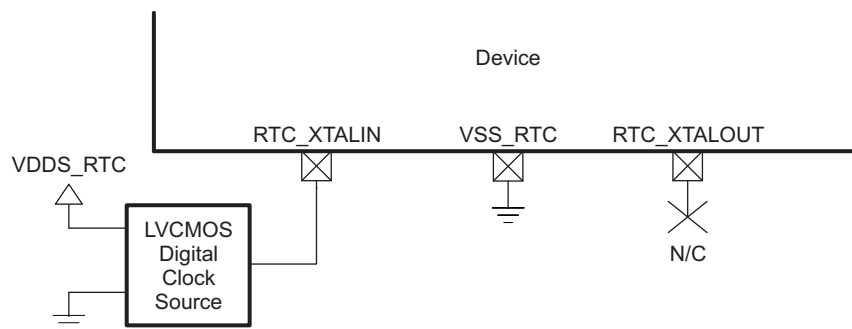 Device
RTC_XTALIN
VSS_RTC
RTC_XTALOUT
VDDS_RTC
LVCMOS
Digital
Clock
Source
N/C